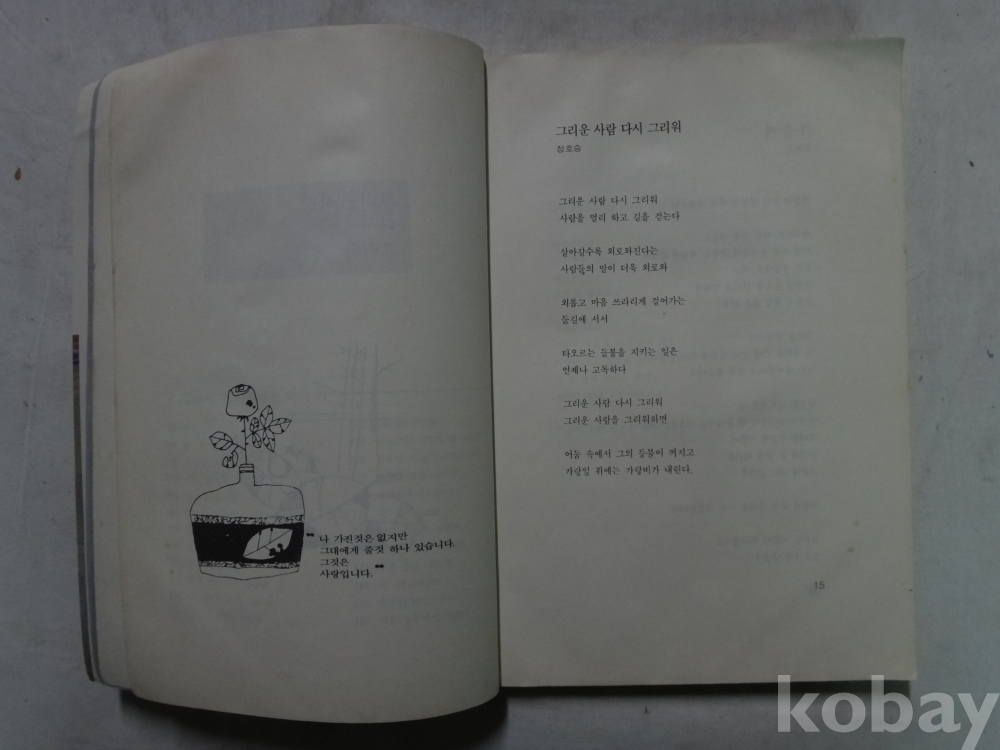 "나 가진것은 없지만
그대에게 줄것 하나 있습니다.
그것은
사랑입니다."
그리운 사람 다시 그리워
정호승
그리운 사람 다시 그리워
사람을 멀리 하고 길을 걷는다
살아갈수록 외로와진다는
사람들의 말이 더욱 외로와
외롭고 마음 쓰라리게 걸어가는
들길에 서서
타오르는 들불을 지키는 일은
언제나 고독하다
그리운 사람 다시 그리워
그리운 사람을 그리워하면
어둠 속에서 그의 등불이 꺼지고
가랑잎 위에는 가랑비가 내린다.
15
kobay